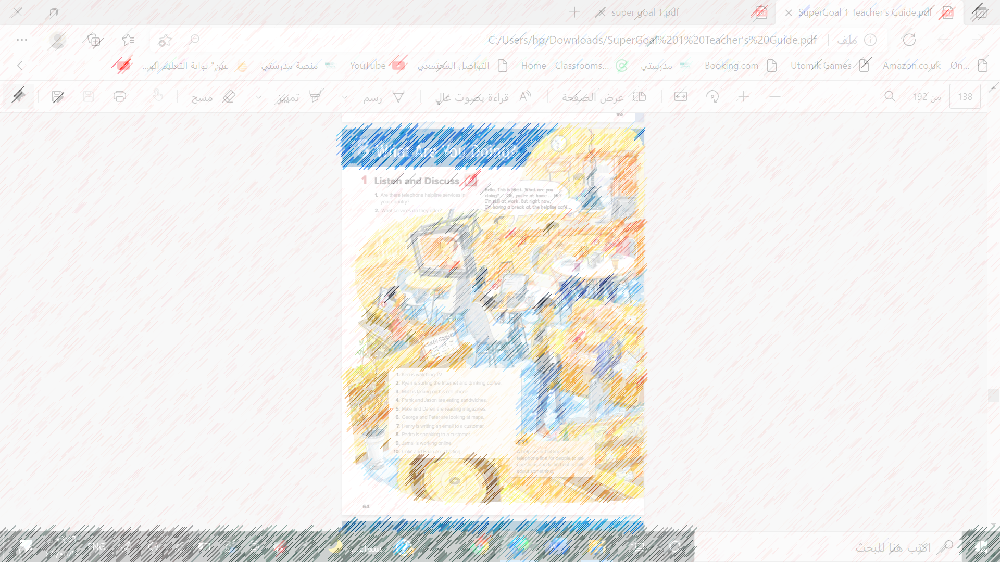 super goal 1.pdf
SuperGoal 1 Teacher's Guide.pdf
C:/Users/hp/Downloads/SuperGoal%201%20Teacher's%20Guide.pdf
ملف
عين" بوابة التعليم الو...
منصة مدرستي
YouTube
التواصل المجتمعي
Home - Classrooms...
مدرستي
Booking.com
Utomik Games
Amazon.co.uk – On...
مسح
تمييز
رسم
قراءة بصوت عالٍ
عرض الصفحة
من 192
138
63
What Are You Doing?
1 Listen and Discuss
1. Are there telephone helpline services in
your country?
2. What services do they offer?
Hello. This is Matt. What are you
doing? ... Oh, you're at home ... Me?
I'm still at work. But right now,
I'm having a break at the helpline café.
Lunch Special
1. Ken is watching TV.
2. Ryan is surfing the Internet and drinking coffee.
3. Matt is talking on his cell phone.
4. Frank and Jason are eating sandwiches.
5. Mike and Daren are reading magazines.
6. George and Peter are looking at maps.
7. Henry is writing an email to a customer.
8. Pedro is speaking to a customer.
9. Jamal is working online.
10. Colin and Brian are chatting.
FYI
A helpline or hot line is a
telephone line for people to ask
questions and to find out or talk
about something.
64
ENG
اكتب هنا للبحث